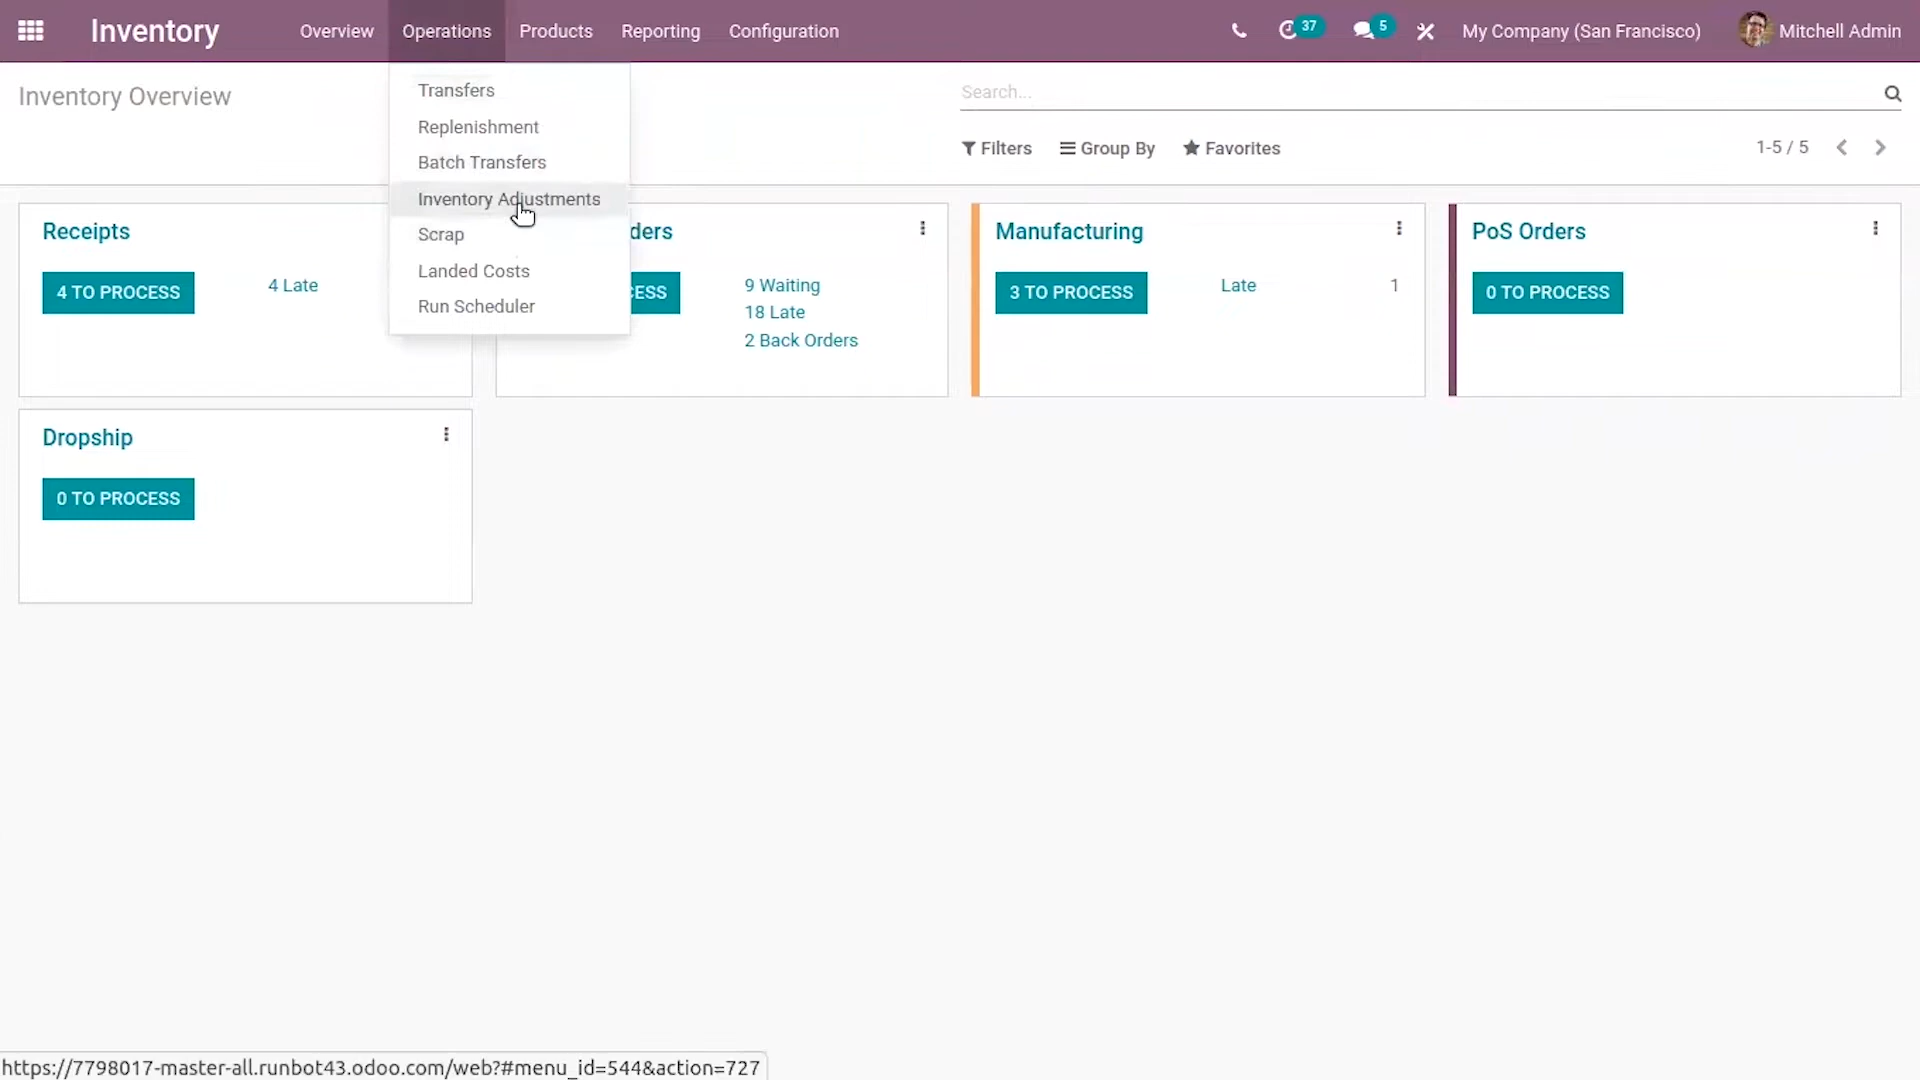 Inventory
Overview
Operations
Products
Reporting
Configuration
37
5
My Company (San Francisco)
Mitchell Admin
Inventory Overview
Search...
Filters
Group By
Favorites
1-5 / 5
Transfers
Replenishment
Batch Transfers
Inventory Adjustments
Scrap
Landed Costs
Run Scheduler
Receipts
4 TO PROCESS
4 Late
ders
CESS
9 Waiting
18 Late
2 Back Orders
Manufacturing
3 TO PROCESS
Late 1
PoS Orders
0 TO PROCESS
Dropship
0 TO PROCESS
https://7798017-master-all.runbot43.odoo.com/web?#menu_id=544&action=727